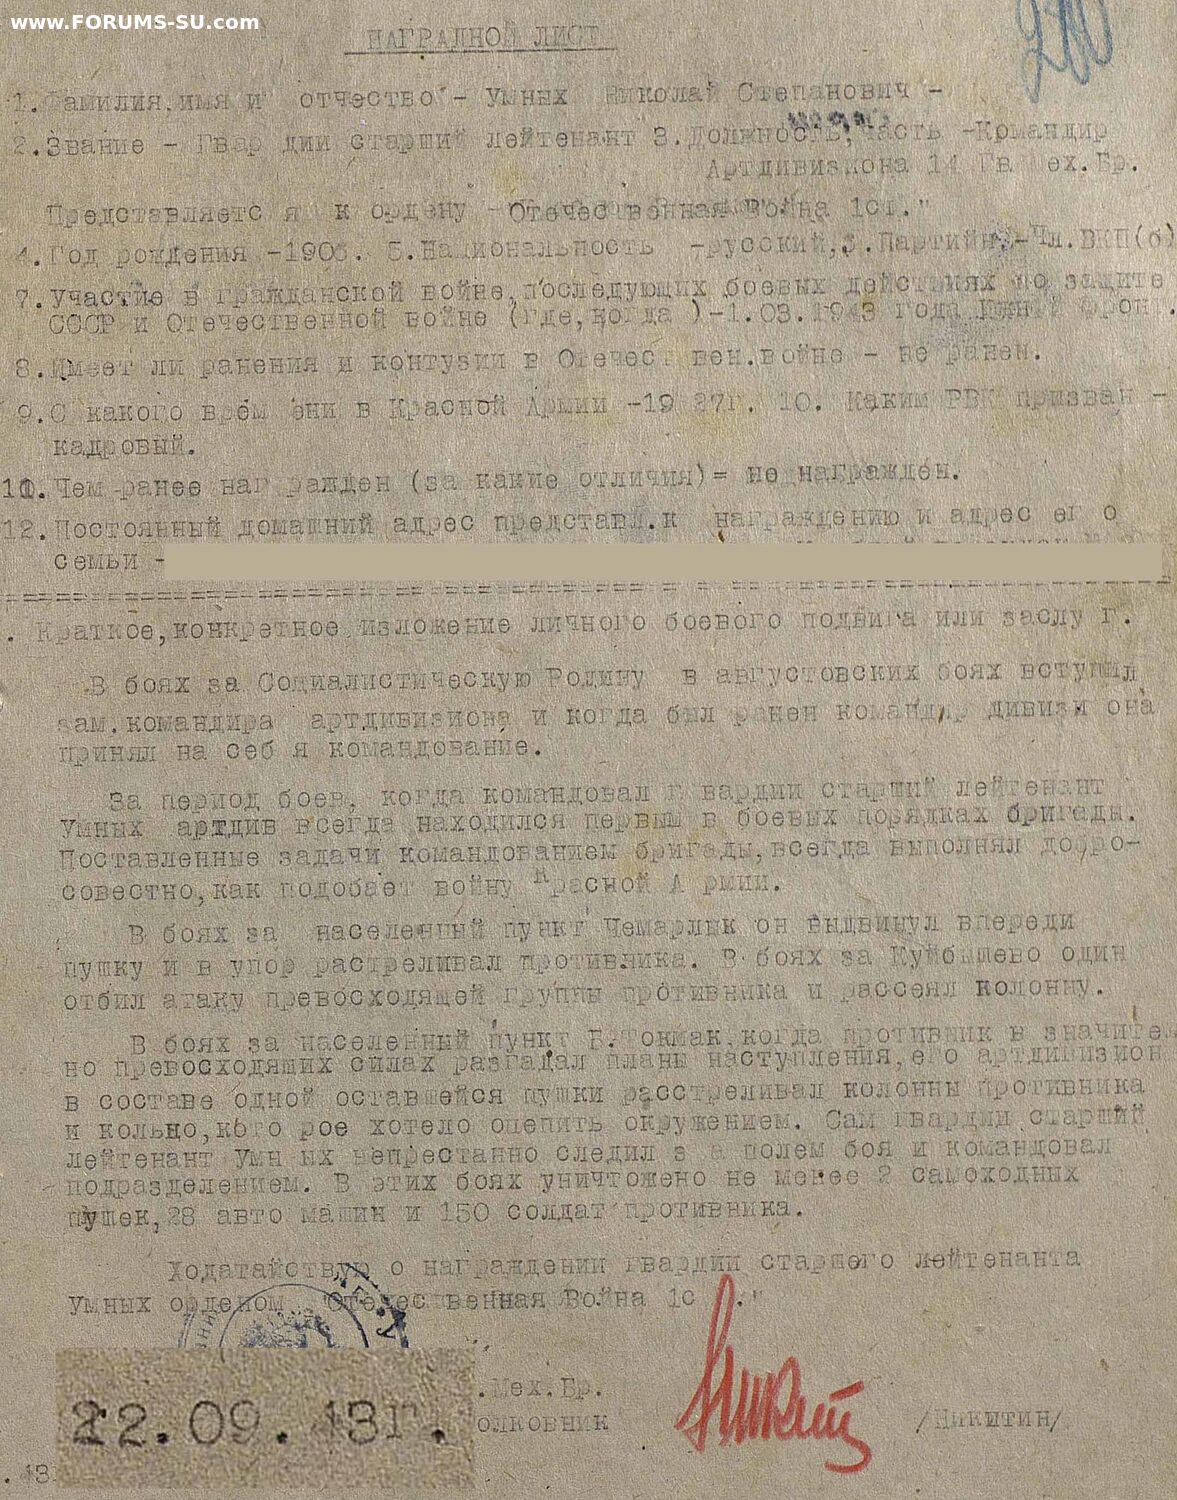 www.FORUMS-SU.com
НАГРАДНОЙ ЛИСТ
1. Фамилия, имя и отчество - Умных Николай Степанович -
2. Звание - Гвардии старший лейтенант 3. Должность, часть - Командир
Артдивизиона 14 Гв Мех. Бр.
Представляется к ордену - "Отечественная Война 1ст."
4. Год рождения - 190 . 5. Национальность - русский, 6. Партийн. - Чл. ВКП(б)
7. Участие в гражданской войне, последующих боевых действиях по защите
СССР и Отечественной войне (где, когда) - 1.03.1943 года Южный Фронт.
8. Имеет ли ранения и контузии в Отечествен. войне - не ранен.
9. С какого времени в Красной Армии - 1927г. 10. Каким РВК призван -
кадровый.
11. Чем ранее награжден (за какие отличия) = не награжден.
12. Постоянный домашний адрес представл. к награждению и адрес его
семьи -
. Краткое, конкретное изложение личного боевого подвига или заслуг.
В боях за Социалистическую Родину в августовских боях вступил
зам. командира артдивизиона и когда был ранен командир дивизиона
принял на себя командование.
За период боев, когда командовал гвардии старший лейтенант
Умных артдив всегда находился первым в боевых порядках бригады.
Поставленные задачи командованием бригады, всегда выполнял добро-
совестно, как подобает войну Красной Армии.
В боях за населенный пункт Чемарлык он выдвинул впереди
пушку и в упор растреливал противника. В боях за Куйбышево один
отбил атаку превосходящей группы противника и рассеял колонну.
В боях за населенный пункт Б.Токмак, когда противник в значител
но превосходящих силах разгадал планы наступления, его артдивизион
в составе одной оставшейся пушки расстреливал колонны противника
и кольцо, которое хотело оцепить окружением. Сам гвардии старший
лейтенант Умных непрестанно следил за полем боя и командовал
подразделением. В этих боях уничтожено не менее 2 самоходных
пушек, 28 авто машин и 150 солдат противника.
Ходатайствую о награждении гвардии старшего лейтенанта
Умных орденом "Отечественная Война 1с ."
.Мех.Бр.
олковник /НИКИТИН/
22.09.43г.
.43